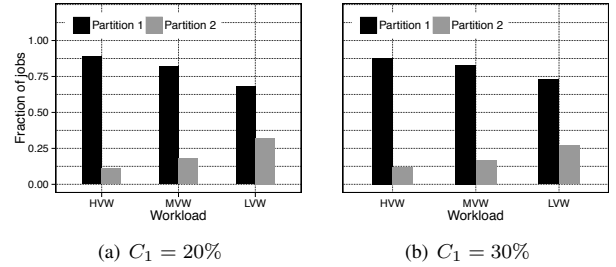 Partition 1 Partition 2
Partition 1 Partition 2
Fraction of jobs
1.00
0.75
0.50
0.25
0.00
HVW MVW LVW
HVW MVW LVW
Workload
Workload
(a) C₁ = 20%
(b) C₁ = 30%